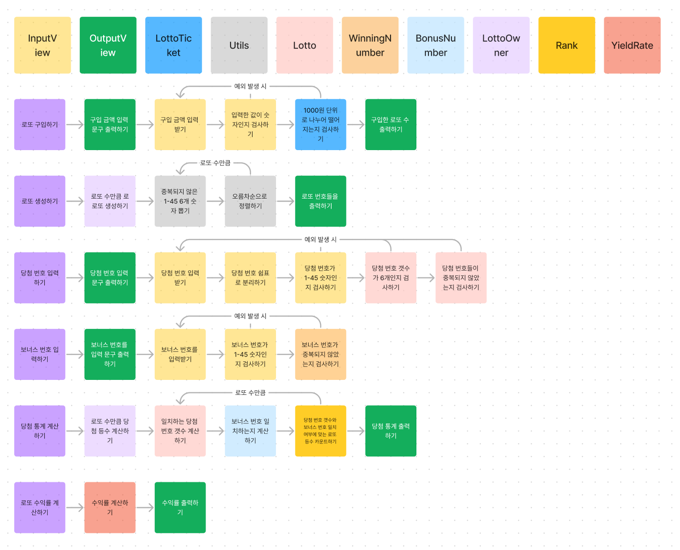 InputV
iew
OutputV
iew
LottoTic
ket
Utils
Lotto
WinningN
umber
BonusNu
mber
LottoOw
ner
Rank
YieldRate
예외 발생 시
로또 구입하기
구입 금액 입력
문구 출력하기
구입 금액 입력
받기
입력한 값이 숫
자인지 검사하
기
1000원 단위
로 나누어 떨어
지는지 검사하
기
구입한 로또 수
출력하기
로또 수만큼
로또 생성하기
로또 수만큼 로
로또 생성하기
중복되지 않은
1-45 6개 숫
자 뽑기
오름차순으로
정렬하기
로또 번호들을
출력하기
예외 발생 시
당첨 번호 입력
하기
당첨 번호 입력
문구 출력하기
당첨 번호 입력
받기
당첨 번호 쉼표
로 분리하기
당첨 번호가
1-45 숫자인
지 검사하기
당첨 번호 갯수
가 6개인지 검
사하기
당첨 번호들이
중복되지 않았
는지 검사하기
예외 발생 시
보너스 번호 입
력하기
보너스 번호를
입력 문구 출력
하기
보너스 번호를
입력받기
보너스 번호가
1-45 숫자인
지 검사하기
보너스 번호가
중복되지 않았
는지 검사하기
로또 수만큼
당첨 통계 계산
하기
로또 수만큼 당
첨 등수 계산하
기
일치하는 당첨
번호 갯수 계산
하기
보너스 번호 일
치하는지 계산
하기
당첨 번호 갯수와
보너스 번호 일치
여부에 맞는 로또
등수 카운트하기
당첨 통계 출력
하기
로또 수익률 계
산하기
수익률 계산하
기
수익률 출력하
기